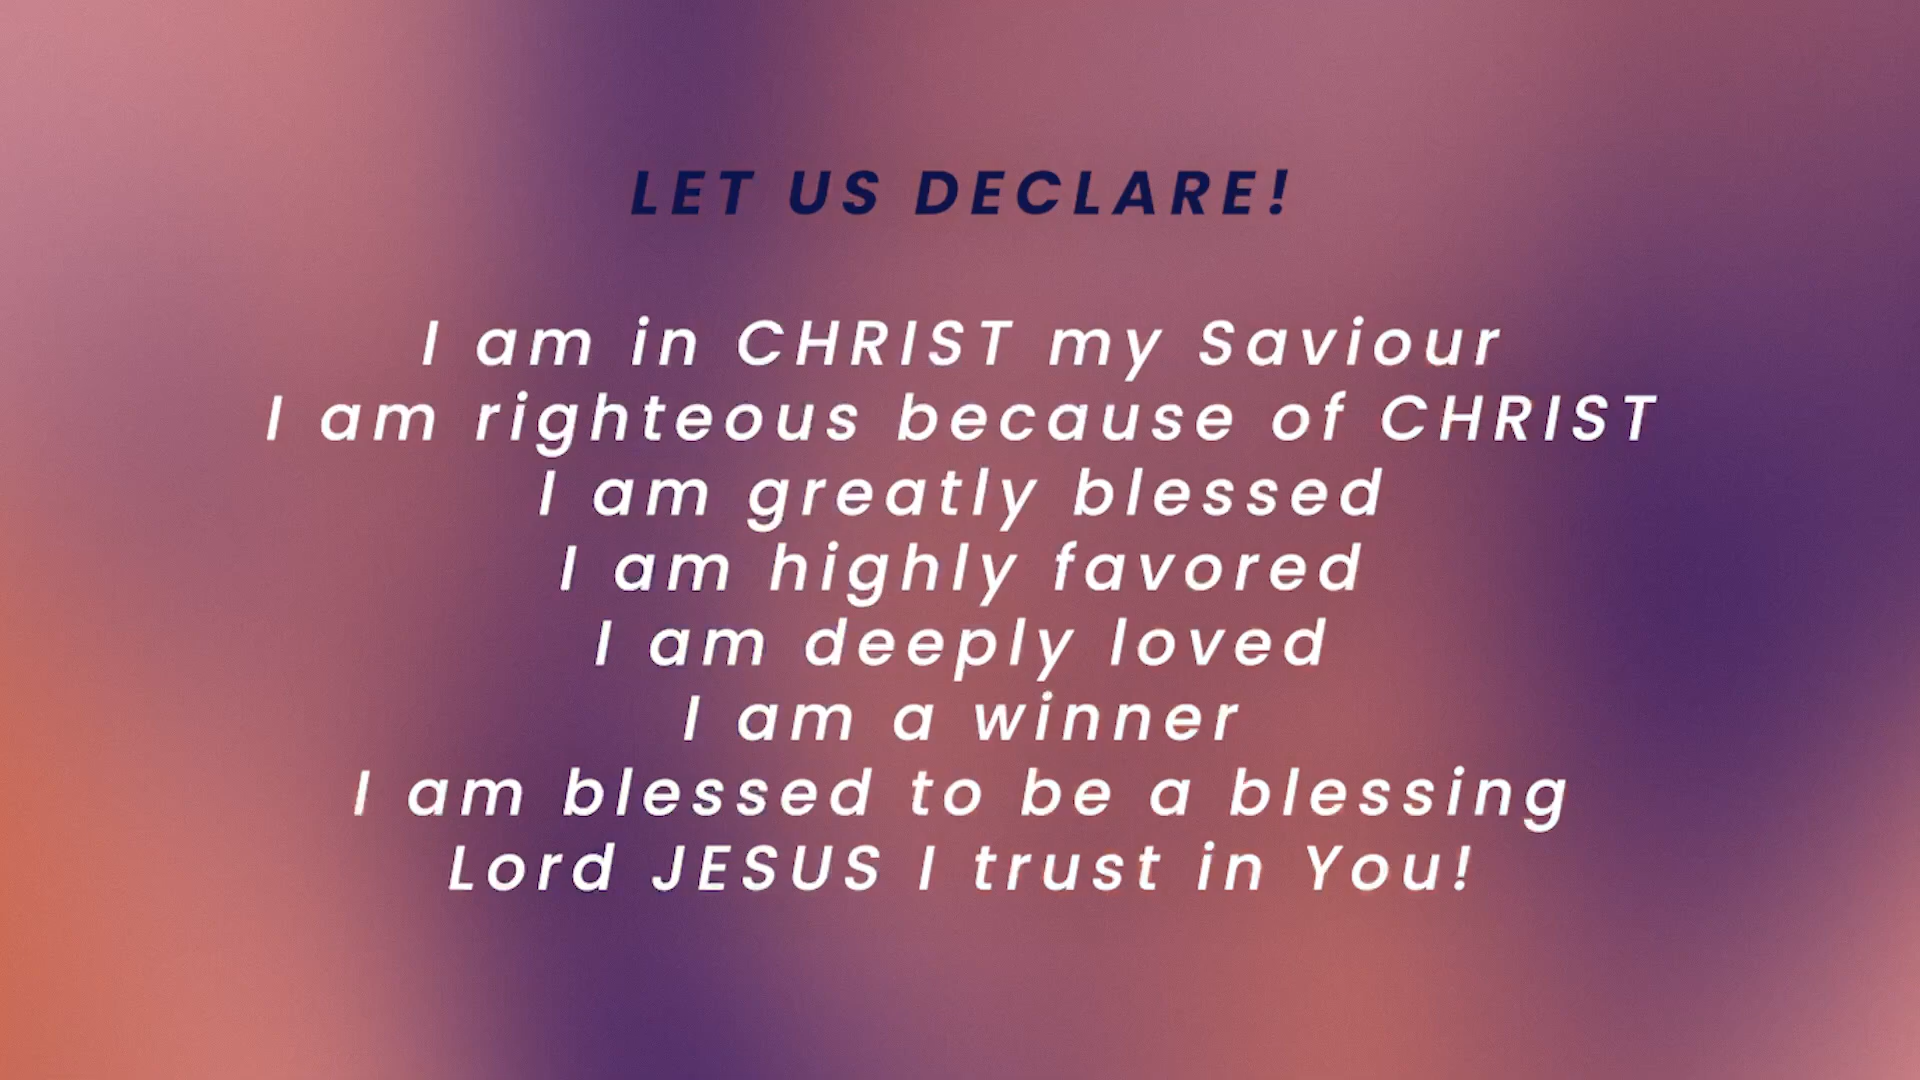 LET US DECLARE!
I am in CHRIST my Saviour
I am righteous because of CHRIST
I am greatly blessed
I am highly favored
I am deeply loved
I am a winner
I am blessed to be a blessing
Lord JESUS I trust in You!